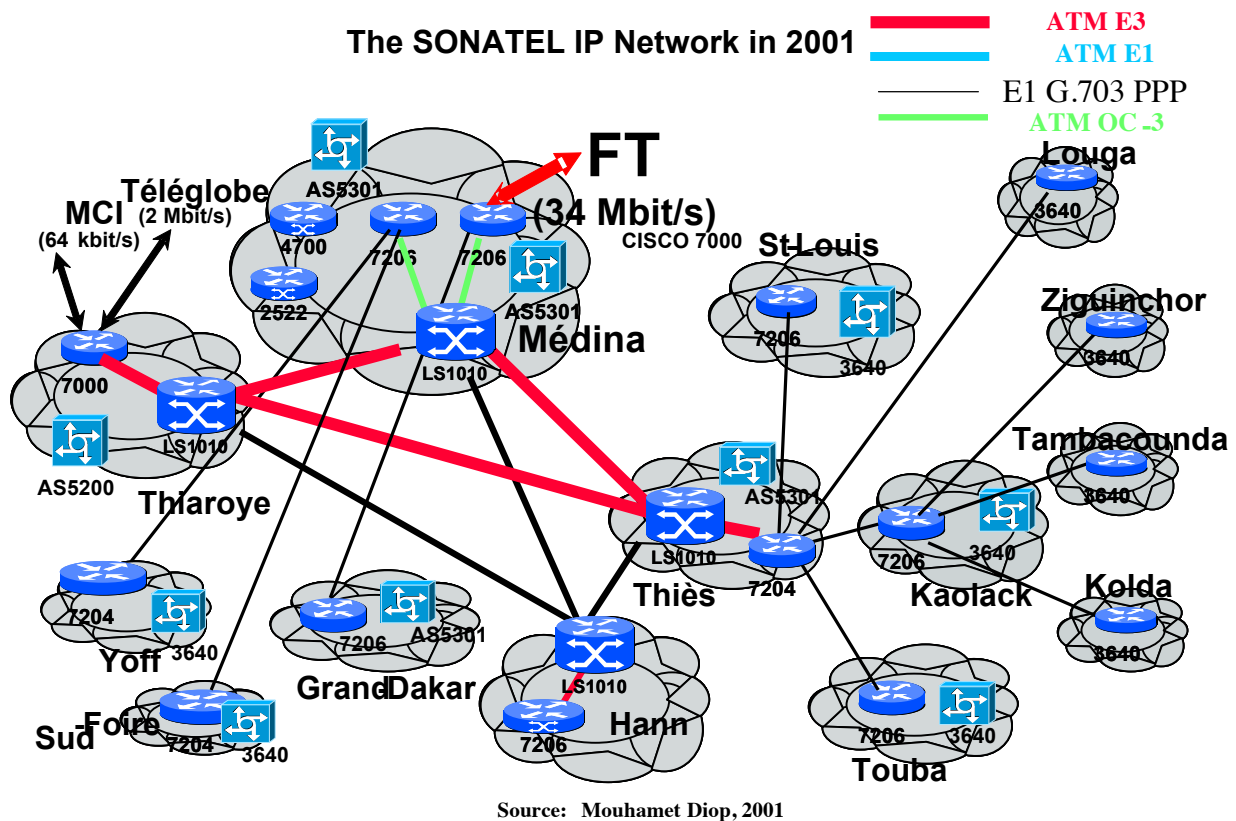 The SONATEL IP Network in 2001
ATM E3
ATM E1
E1 G.703 PPP
ATM OC-3
FT
(34 Mbit/s)
CISCO 7000
Téléglobe
(2 Mbit/s)
MCI
(64 kbit/s)
AS5301
4700
7206
7206
2522
AS5301
LS1010
Médina
7000
LS1010
AS5200
Thiaroye
Louga
3640
St-Louis
7206
3640
Ziguinchor
3640
Tambacounda
3640
AS5301
LS1010
Thiès
7204
7206
3640
Kaolack
Kolda
3640
7204
3640
Yoff
7206
AS5301
Grand-Dakar
LS1010
7206
Hann
Sud
-Foire
7204
3640
7206
3640
Touba
Source: Mouhamet Diop, 2001